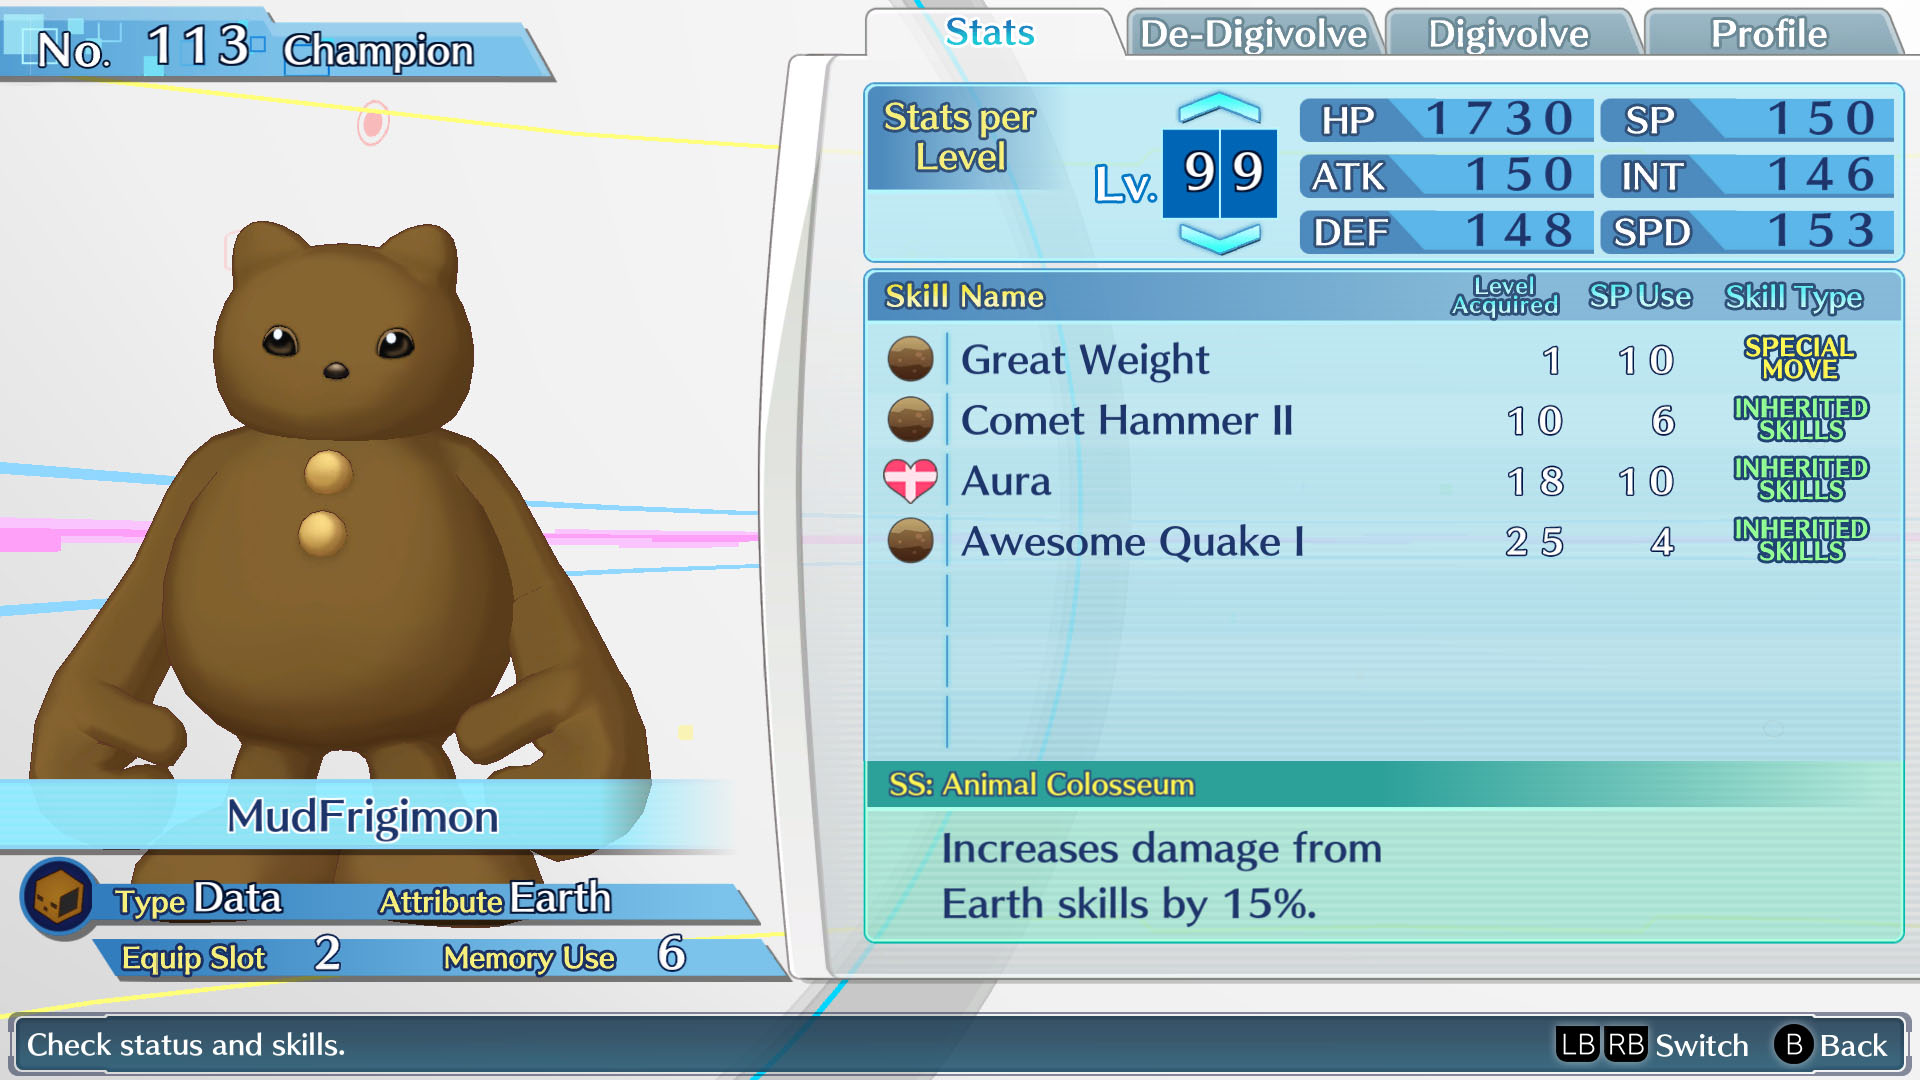 No. 113 Champion
Stats De-Digivolve Digivolve Profile
Stats per
Level
Lv. 99
HP 1730 SP 150
ATK 150 INT 146
DEF 148 SPD 153
Skill Name Level Acquired SP Use Skill Type
Great Weight 1 10 SPECIAL MOVE
Comet Hammer II 10 6 INHERITED SKILLS
Aura 18 10 INHERITED SKILLS
Awesome Quake I 25 4 INHERITED SKILLS
SS: Animal Colosseum
Increases damage from
Earth skills by 15%.
MudFrigimon
Type Data Attribute Earth
Equip Slot 2 Memory Use 6
Check status and skills.
LB RB Switch B Back